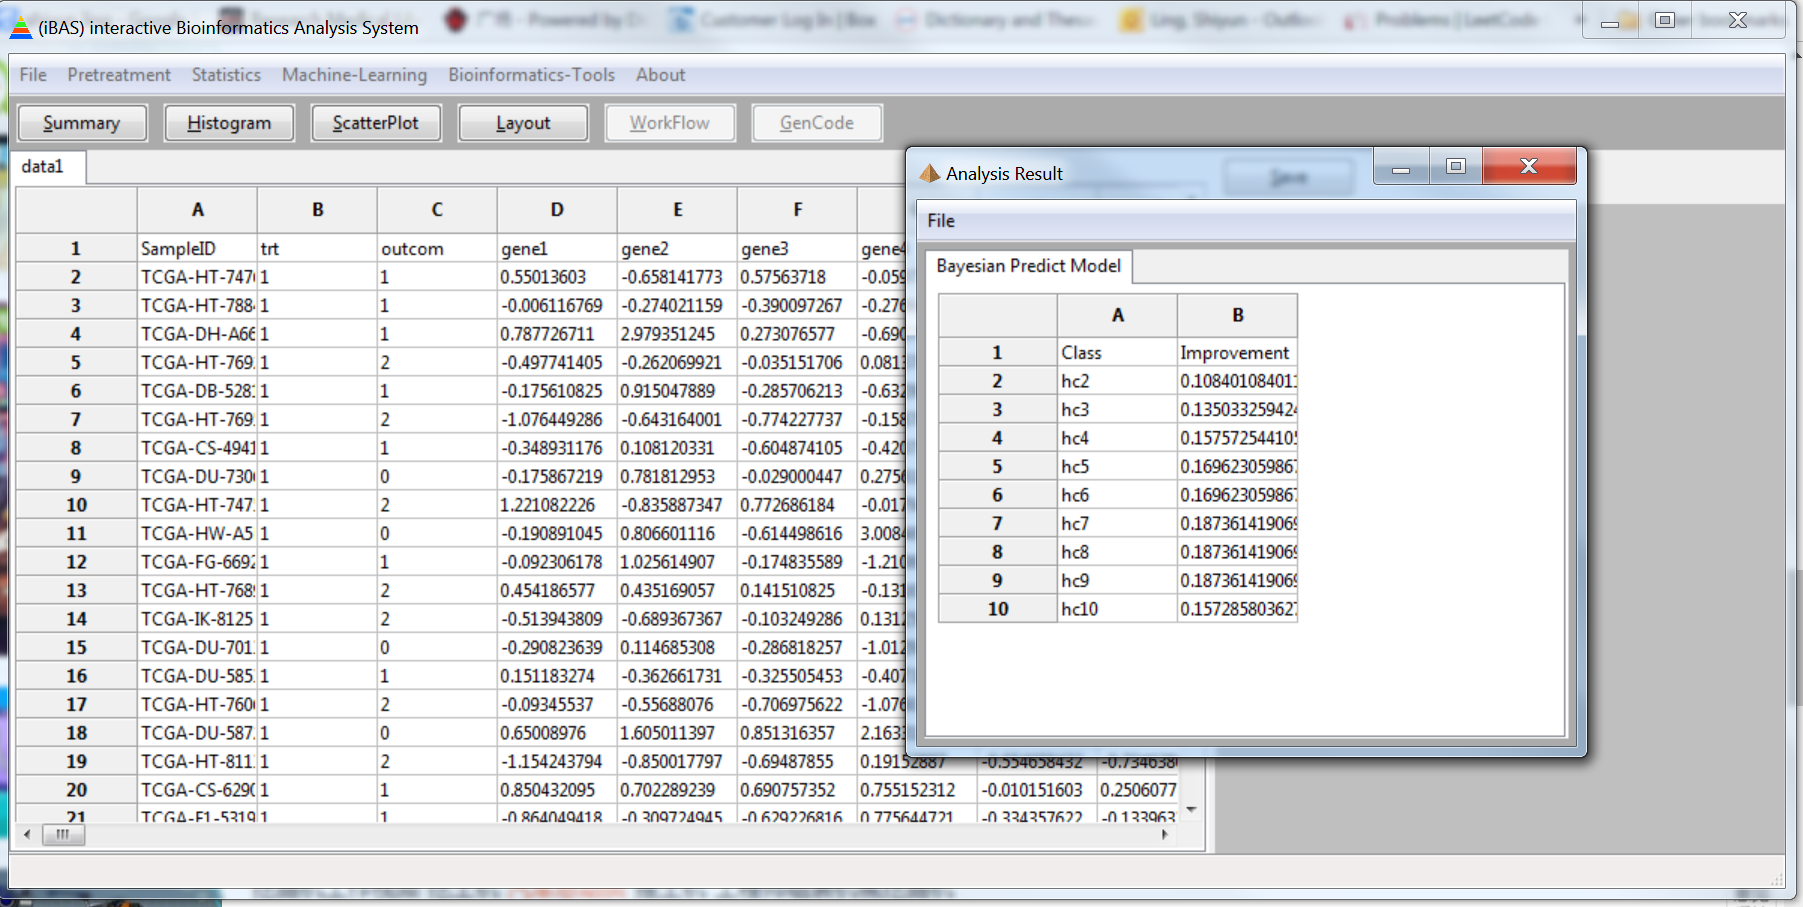 (iBAS) interactive Bioinformatics Analysis System
File Pretreatment Statistics Machine-Learning Bioinformatics-Tools About
Summary Histogram ScatterPlot Layout WorkFlow GenCode
data1
A B C D E F
1 SampleID trt outcom gene1 gene2 gene3 gene4
2 TCGA-HT-747 1 1 0.55013603 -0.658141773 0.57563718 -0.059
3 TCGA-HT-788 1 1 -0.006116769 -0.274021159 -0.390097267 -0.276
4 TCGA-DH-A66 1 1 0.787726711 2.979351245 0.273076577 -0.690
5 TCGA-HT-769 1 2 -0.497741405 -0.262069921 -0.035151706 0.081
6 TCGA-DB-528 1 1 -0.175610825 0.915047889 -0.285706213 -0.632
7 TCGA-HT-769 1 2 -1.076449286 -0.643164001 -0.774227737 -0.158
8 TCGA-CS-4941 1 1 -0.348931176 0.108120331 -0.604874105 -0.420
9 TCGA-DU-730 1 0 -0.175867219 0.781812953 -0.029000447 0.275
10 TCGA-HT-747 1 2 1.221082226 -0.835887347 0.772686184 -0.017
11 TCGA-HW-A5 1 0 -0.190891045 0.806601116 -0.614498616 3.008
12 TCGA-FG-6692 1 1 -0.092306178 1.025614907 -0.174835589 -1.210
13 TCGA-HT-768 1 2 0.454186577 0.435169057 0.141510825 -0.131
14 TCGA-IK-8125 1 2 -0.513943809 -0.689367367 -0.103249286 0.131
15 TCGA-DU-701 1 0 -0.290823639 0.114685308 -0.286818257 -1.012
16 TCGA-DU-585 1 1 0.151183274 -0.362661731 -0.325505453 -0.407
17 TCGA-HT-760 1 2 -0.09345537 -0.55688076 -0.706975622 -1.076
18 TCGA-DU-587 1 0 0.65008976 1.605011397 0.851316357 2.163
19 TCGA-HT-811 1 2 -1.154243794 -0.850017797 -0.69487855 0.19152887 -0.554658432 -0.734638
20 TCGA-CS-6290 1 1 0.850432095 0.702289239 0.690757352 0.755152312 -0.010151603 0.2506077
21 TCGA-F1-5319 1 1 -0.864049418 -0.309724945 -0.629226816 0.775644721 -0.334357622 -0.133963
Analysis Result
File
Bayesian Predict Model
A B
1 Class Improvement
2 hc2 0.10840108401
3 hc3 0.135033259424
4 hc4 0.157572544105
5 hc5 0.169623059867
6 hc6 0.169623059867
7 hc7 0.187361419069
8 hc8 0.187361419069
9 hc9 0.187361419069
10 hc10 0.157285803627